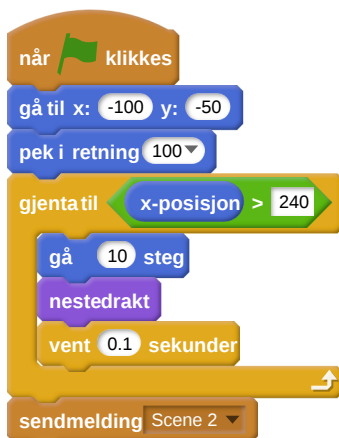 når klikkes
gå til x: -100 y: -50
pek i retning 100
gjenta til x-posisjon > 240
gå 10 steg
nestedrakt
vent 0.1 sekunder
sendmelding Scene 2